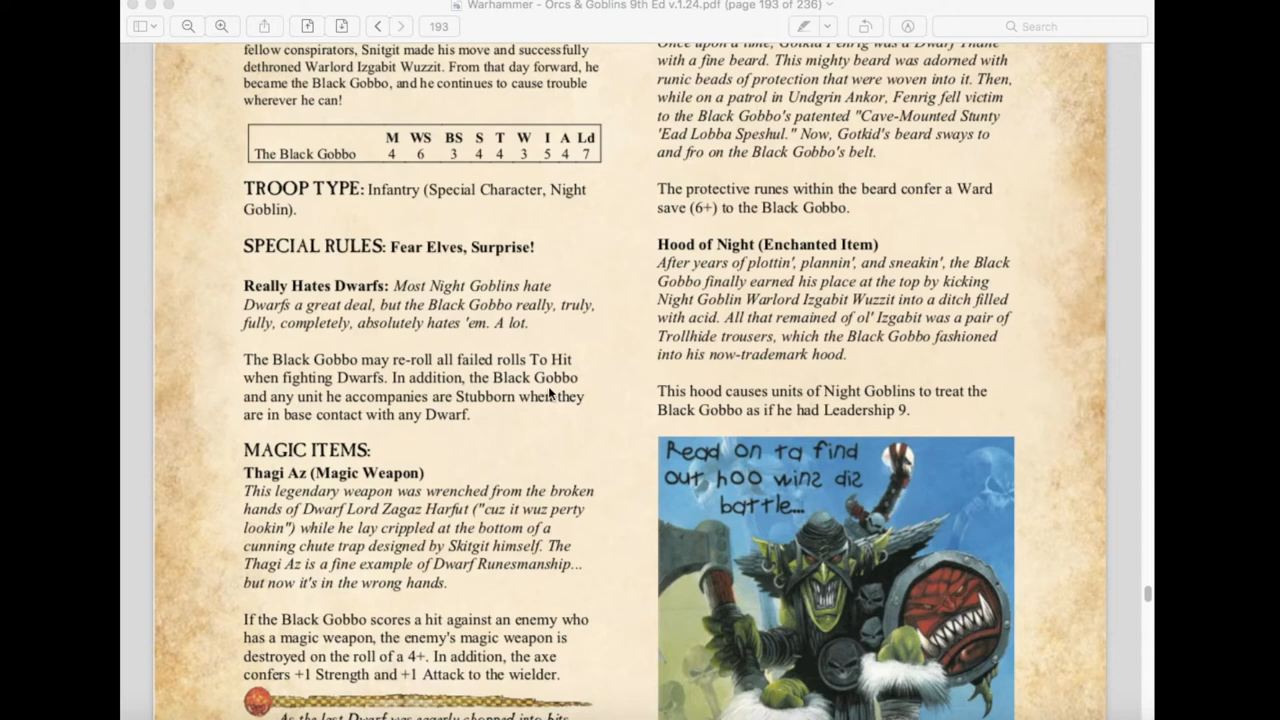 Warhammer - Orcs & Goblins 9th Ed v.1.24.pdf (page 193 of 236)
193
Search
fellow conspirators, Snitgit made his move and successfully
dethroned Warlord Izgabit Wuzzit. From that day forward, he
became the Black Gobbo, and he continues to cause trouble
wherever he can!
M WS BS S T W I A Ld
The Black Gobbo 4 6 3 4 4 3 5 4 7
TROOP TYPE: Infantry (Special Character, Night
Goblin).
SPECIAL RULES: Fear Elves, Surprise!
Really Hates Dwarfs: Most Night Goblins hate
Dwarfs a great deal, but the Black Gobbo really, truly,
fully, completely, absolutely hates 'em. A lot.
The Black Gobbo may re-roll all failed rolls To Hit
when fighting Dwarfs. In addition, the Black Gobbo
and any unit he accompanies are Stubborn when they
are in base contact with any Dwarf.
MAGIC ITEMS:
Thagi Az (Magic Weapon)
This legendary weapon was wrenched from the broken
hands of Dwarf Lord Zagaz Harfut ("cuz it wuz perty
lookin") while he lay crippled at the bottom of a
cunning chute trap designed by Skitgit himself. The
Thagi Az is a fine example of Dwarf Runesmanship...
but now it's in the wrong hands.
If the Black Gobbo scores a hit against an enemy who
has a magic weapon, the enemy's magic weapon is
destroyed on the roll of a 4+. In addition, the axe
confers +1 Strength and +1 Attack to the wielder.
As the last Dwarf was eagerly chopped into bits
Once upon a time, Gotkid Fenrig was a Dwarf Thane
with a fine beard. This mighty beard was adorned with
runic beads of protection that were woven into it. Then,
while on a patrol in Undgrin Ankor, Fenrig fell victim
to the Black Gobbo's patented "Cave-Mounted Stunty
'Ead Lobba Speshul." Now, Gotkid's beard sways to
and fro on the Black Gobbo's belt.
The protective runes within the beard confer a Ward
save (6+) to the Black Gobbo.
Hood of Night (Enchanted Item)
After years of plottin', plannin', and sneakin', the Black
Gobbo finally earned his place at the top by kicking
Night Goblin Warlord Izgabit Wuzzit into a ditch filled
with acid. All that remained of ol' Izgabit was a pair of
Trollhide trousers, which the Black Gobbo fashioned
into his now-trademark hood.
This hood causes units of Night Goblins to treat the
Black Gobbo as if he had Leadership 9.
Read on ta find
out hoo winz diz
battle...